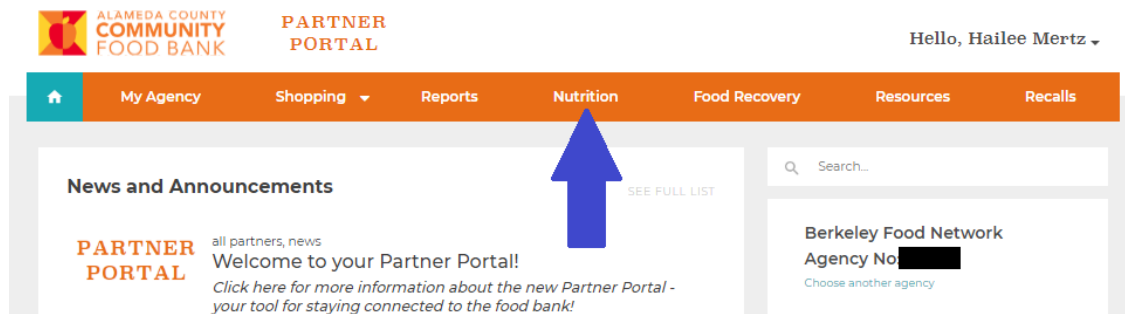 ALAMEDA COUNTY
COMMUNITY
FOOD BANK
PARTNER
PORTAL
Hello, Hailee Mertz
My Agency Shopping Reports Nutrition Food Recovery Resources Recalls
News and Announcements
SEE FULL LIST
Search...
PARTNER
PORTAL
all partners, news
Welcome to your Partner Portal!
Click here for more information about the new Partner Portal -
your tool for staying connected to the food bank!
Berkeley Food Network
Agency No:
Choose another agency